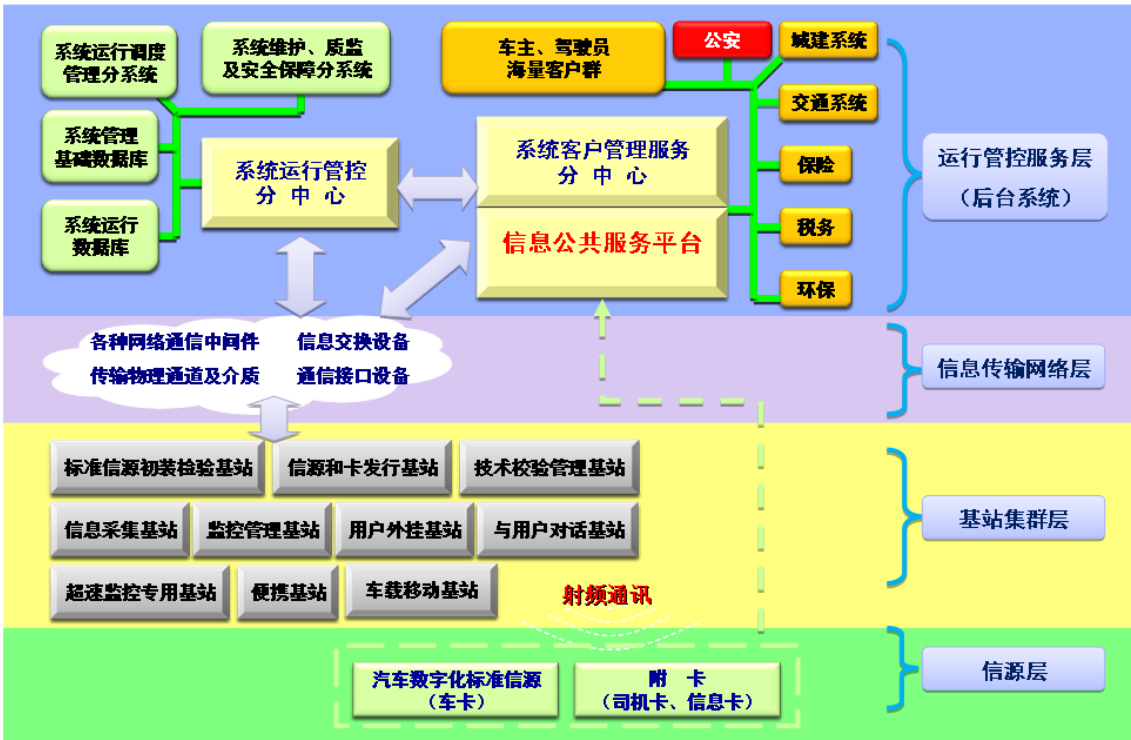 系统运行调度
管理分系统
系统维护、质监
及安全保障分系统
车主、驾驶员
海量客户群
公安
城建系统
交通系统
系统管理
基础数据库
系统运行管控
分 中 心
系统客户管理服务
分 中 心
保险
运行管控服务层
（后台系统）
系统运行
数据库
信息公共服务平台
税务
环保
各种网络通信中间件
信息交换设备
传输物理通道及介质
通信接口设备
信息传输网络层
标准信源初装检验基站
信源和卡发行基站
技术校验管理基站
信息采集基站
监控管理基站
用户外挂基站
与用户对话基站
基站集群层
超速监控专用基站
便携基站
车载移动基站
射频通讯
汽车数字化标准信源
（车卡）
附 卡
（司机卡、信息卡）
信源层